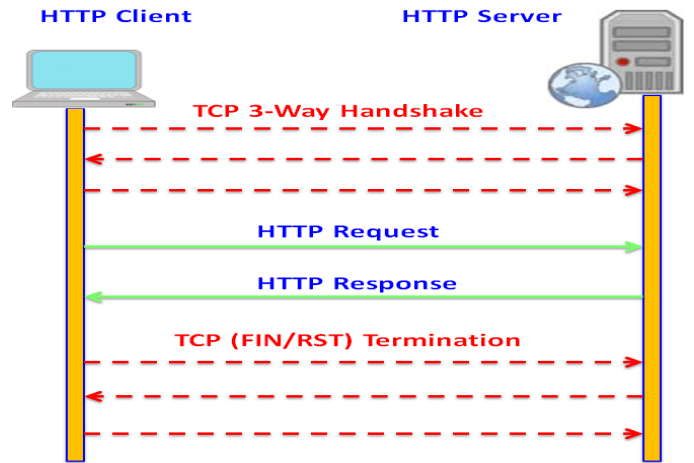 HTTP Client
HTTP Server
TCP 3-Way Handshake
HTTP Request
HTTP Response
TCP (FIN/RST) Termination